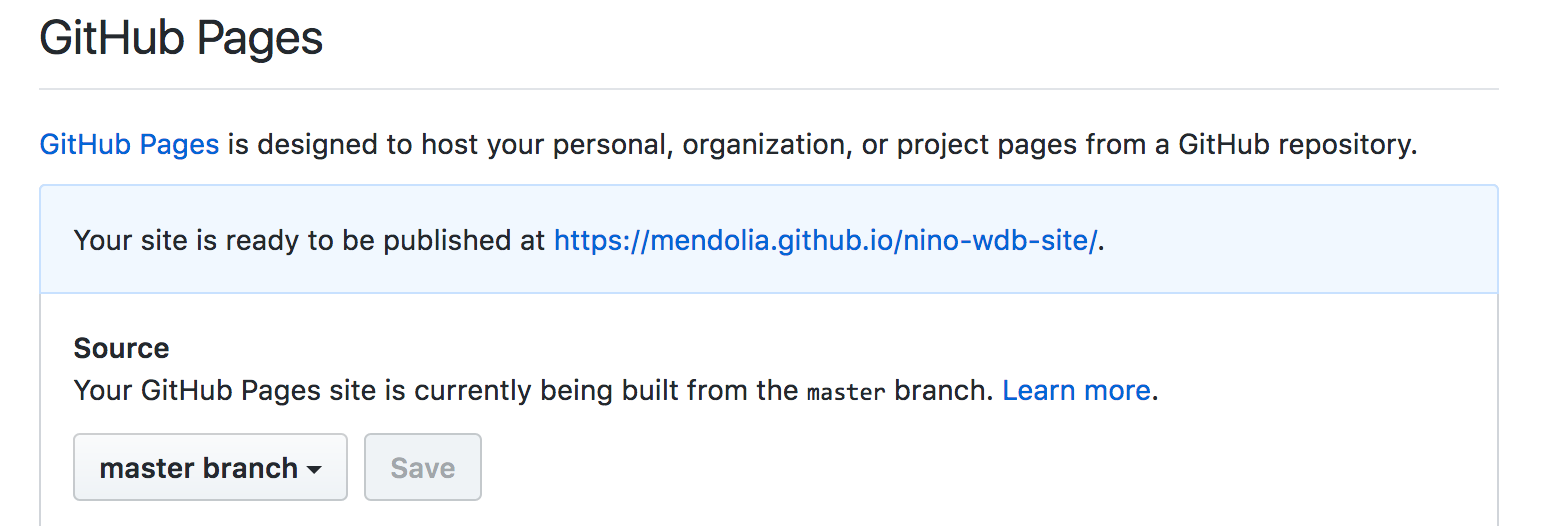 GitHub Pages
GitHub Pages is designed to host your personal, organization, or project pages from a GitHub repository.
Your site is ready to be published at https://mendolia.github.io/nino-wdb-site/.
Source
Your GitHub Pages site is currently being built from the master branch. Learn more.
master branch Save